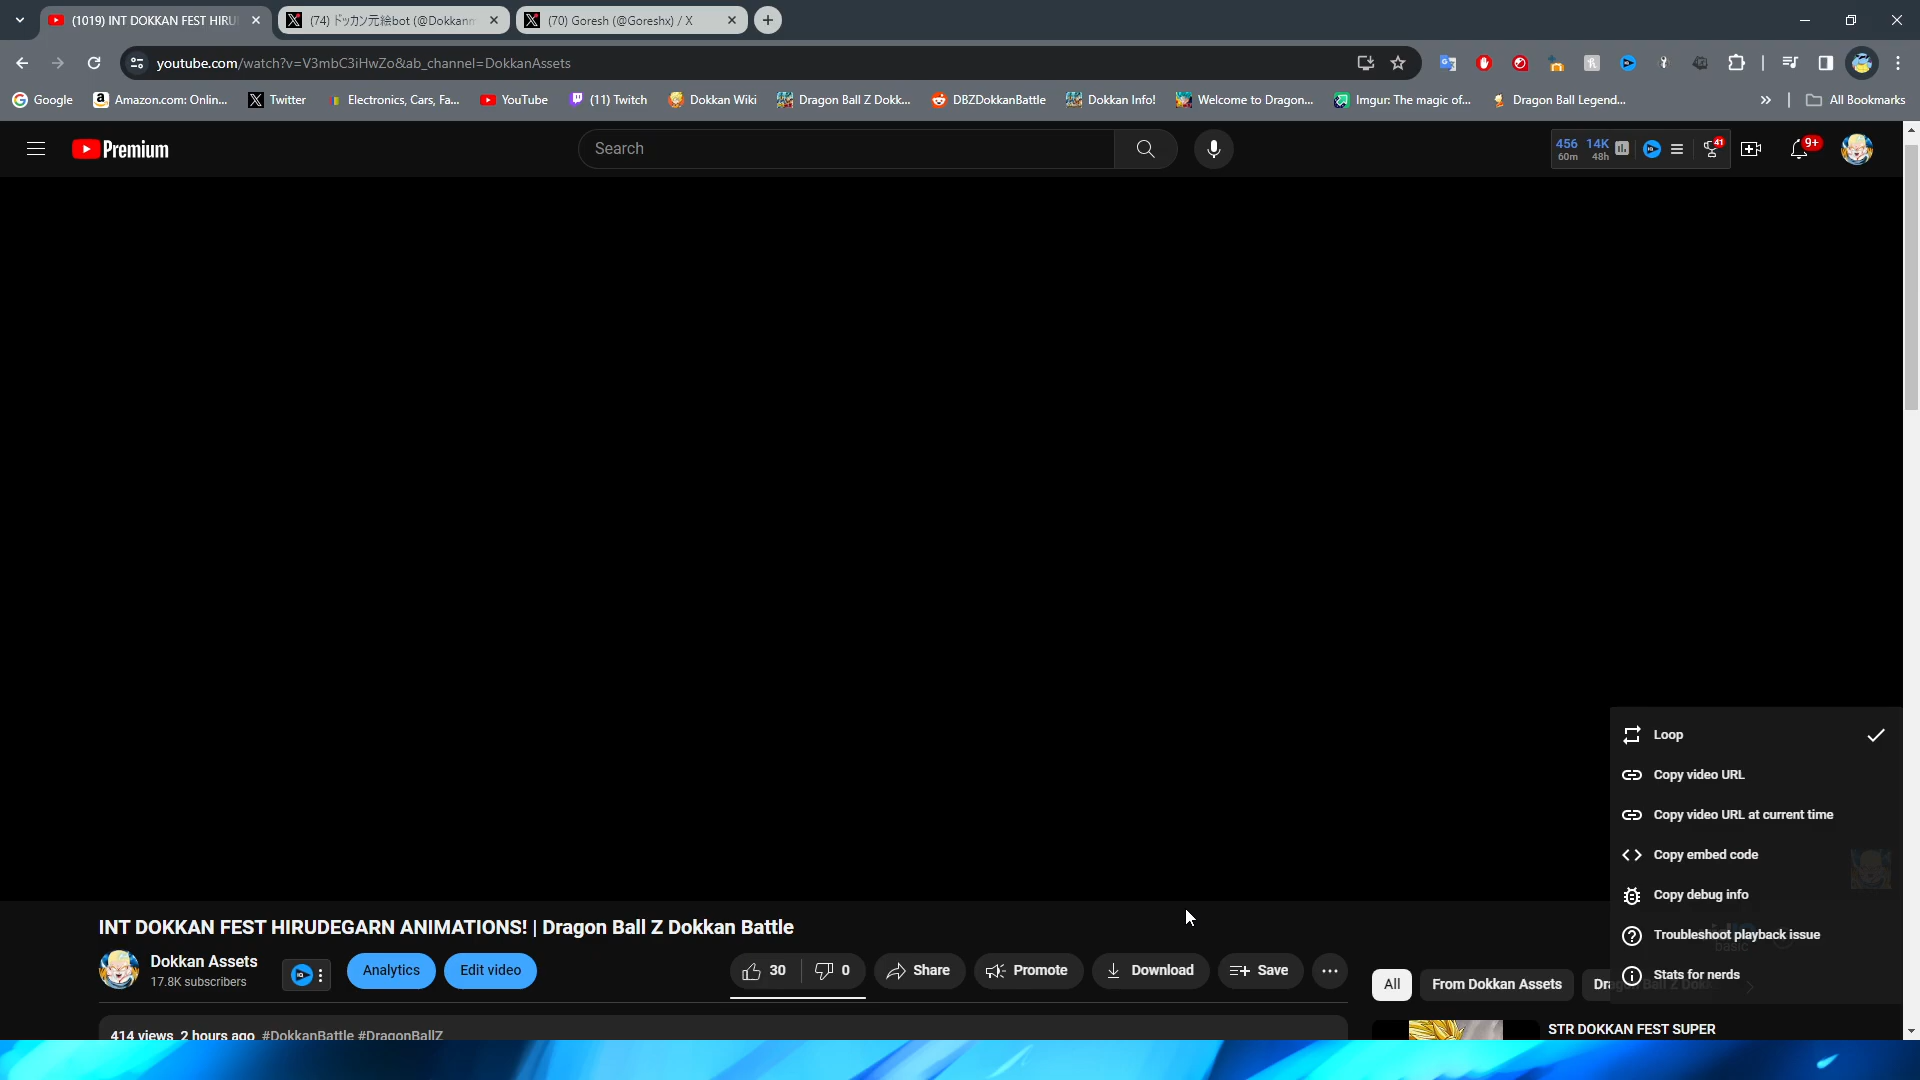 (1019) INT DOKKAN FEST HIRU
(74) ドッカン元絵bot (@Dokkanm
(70) Goresh (@Goreshx) / X
youtube.com/watch?v=V3mbC3iHwZo&ab_channel=DokkanAssets
Google
Amazon.com: Onlin...
Twitter
Electronics, Cars, Fa...
YouTube
(11) Twitch
Dokkan Wiki
Dragon Ball Z Dokk...
DBZDokkanBattle
Dokkan Info!
Welcome to Dragon...
Imgur: The magic of...
Dragon Ball Legend...
All Bookmarks
Premium
Search
456 14K
60m 48h
41
9+
Loop
Copy video URL
Copy video URL at current time
Copy embed code
Copy debug info
Troubleshoot playback issue
Stats for nerds
INT DOKKAN FEST HIRUDEGARN ANIMATIONS! | Dragon Ball Z Dokkan Battle
Dokkan Assets
17.8K subscribers
Analytics
Edit video
30
0
Share
Promote
Download
Save
All
From Dokkan Assets
414 views 2 hours ago #DokkanBattle #DragonBallZ
STR DOKKAN FEST SUPER